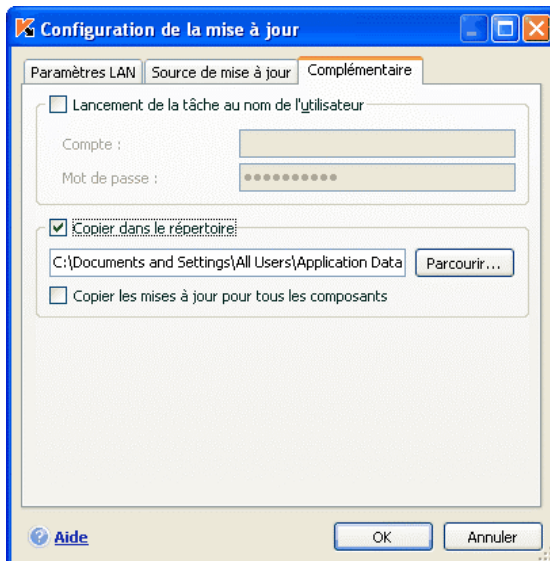 Configuration de la mise à jour
Paramètres LAN
Source de mise à jour
Complémentaire
Lancement de la tâche au nom de l'utilisateur
Compte :
Mot de passe :
Copier dans le répertoire
C:\Documents and Settings\All Users\Application Data
Parcourir...
Copier les mises à jour pour tous les composants
Aide
OK
Annuler